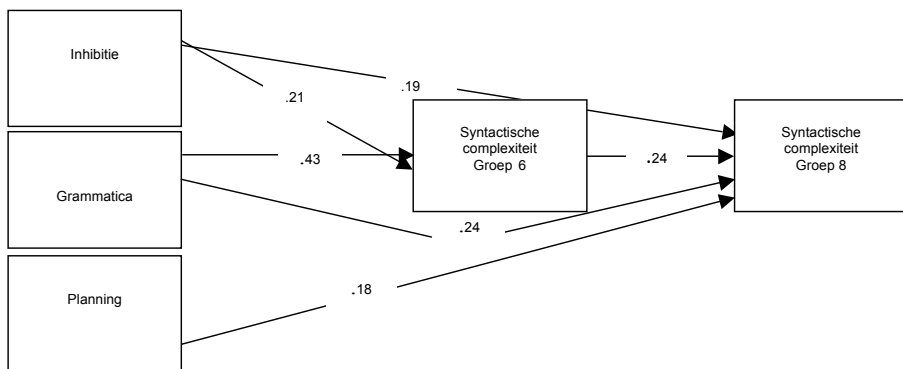 Inhibitie
.19
.21
Syntactische
complexiteit
Groep 6
Syntactische
complexiteit
Groep 8
.43
.24
Grammatica
.24
.18
Planning